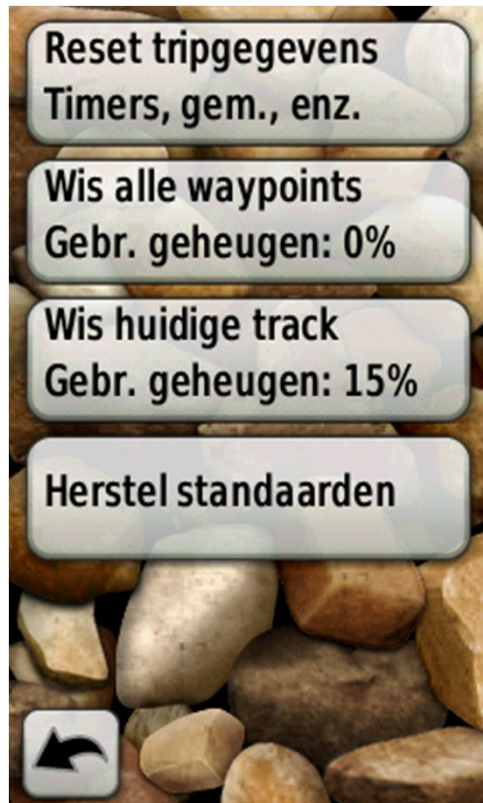 Reset tripgegevens
Timers, gem., enz.
Wis alle waypoints
Gebr. geheugen: 0%
Wis huidige track
Gebr. geheugen: 15%
Herstel standaarden